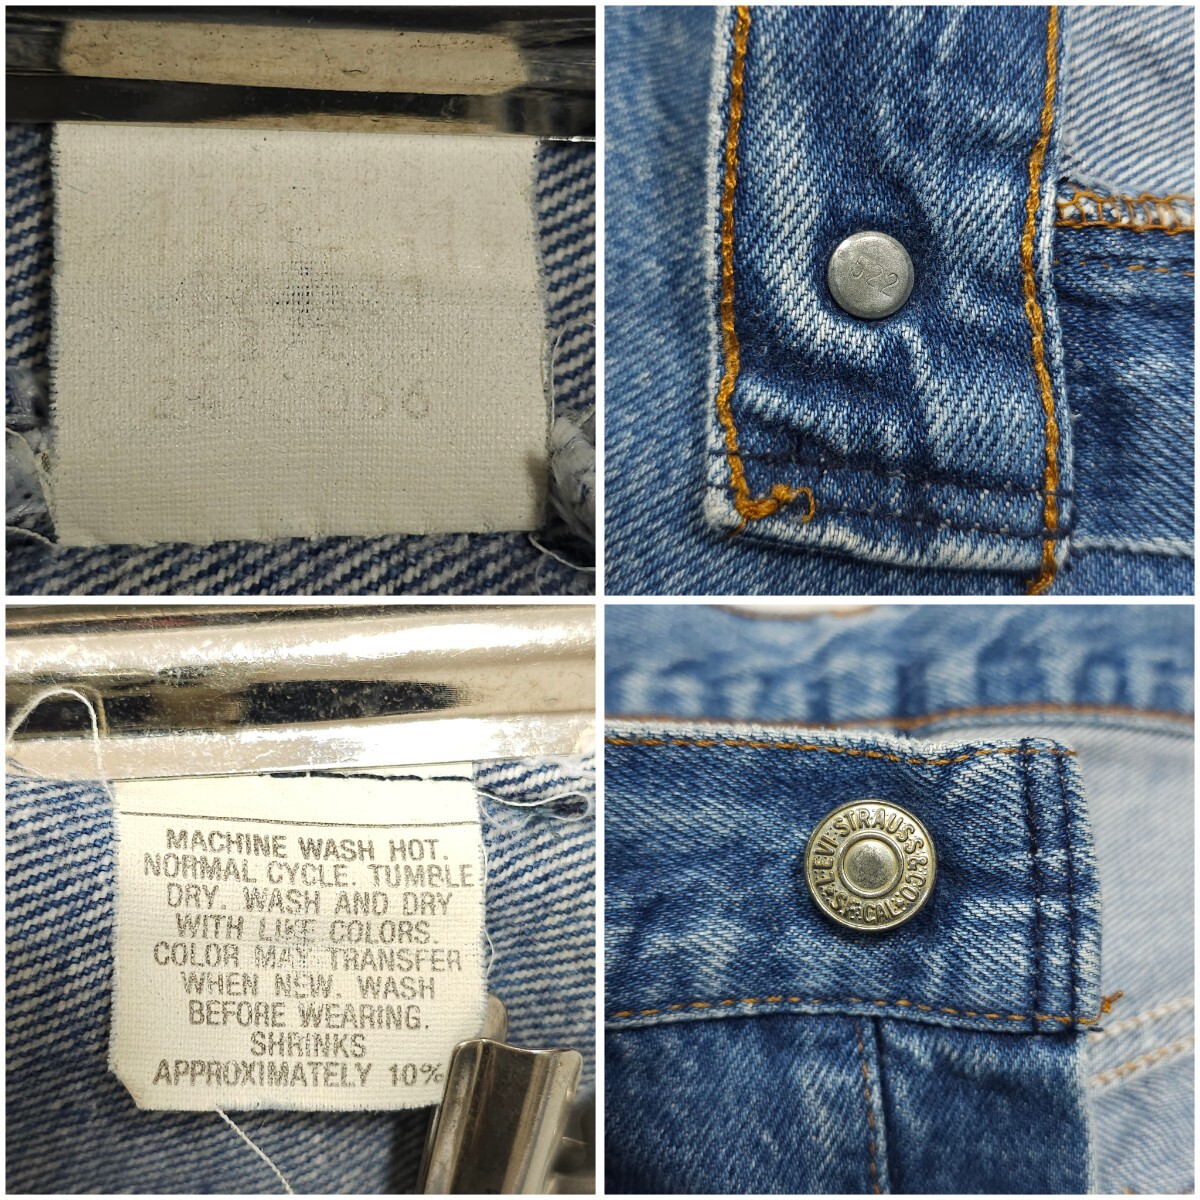 522
MACHINE WASH HOT.
NORMAL CYCLE. TUMBLE
DRY. WASH AND DRY
WITH LIKE COLORS.
COLOR MAY TRANSFER
WHEN NEW. WASH
BEFORE WEARING.
SHRINKS
APPROXIMATELY 10%
LEVI STRAUSS & CO. S.F. CAL